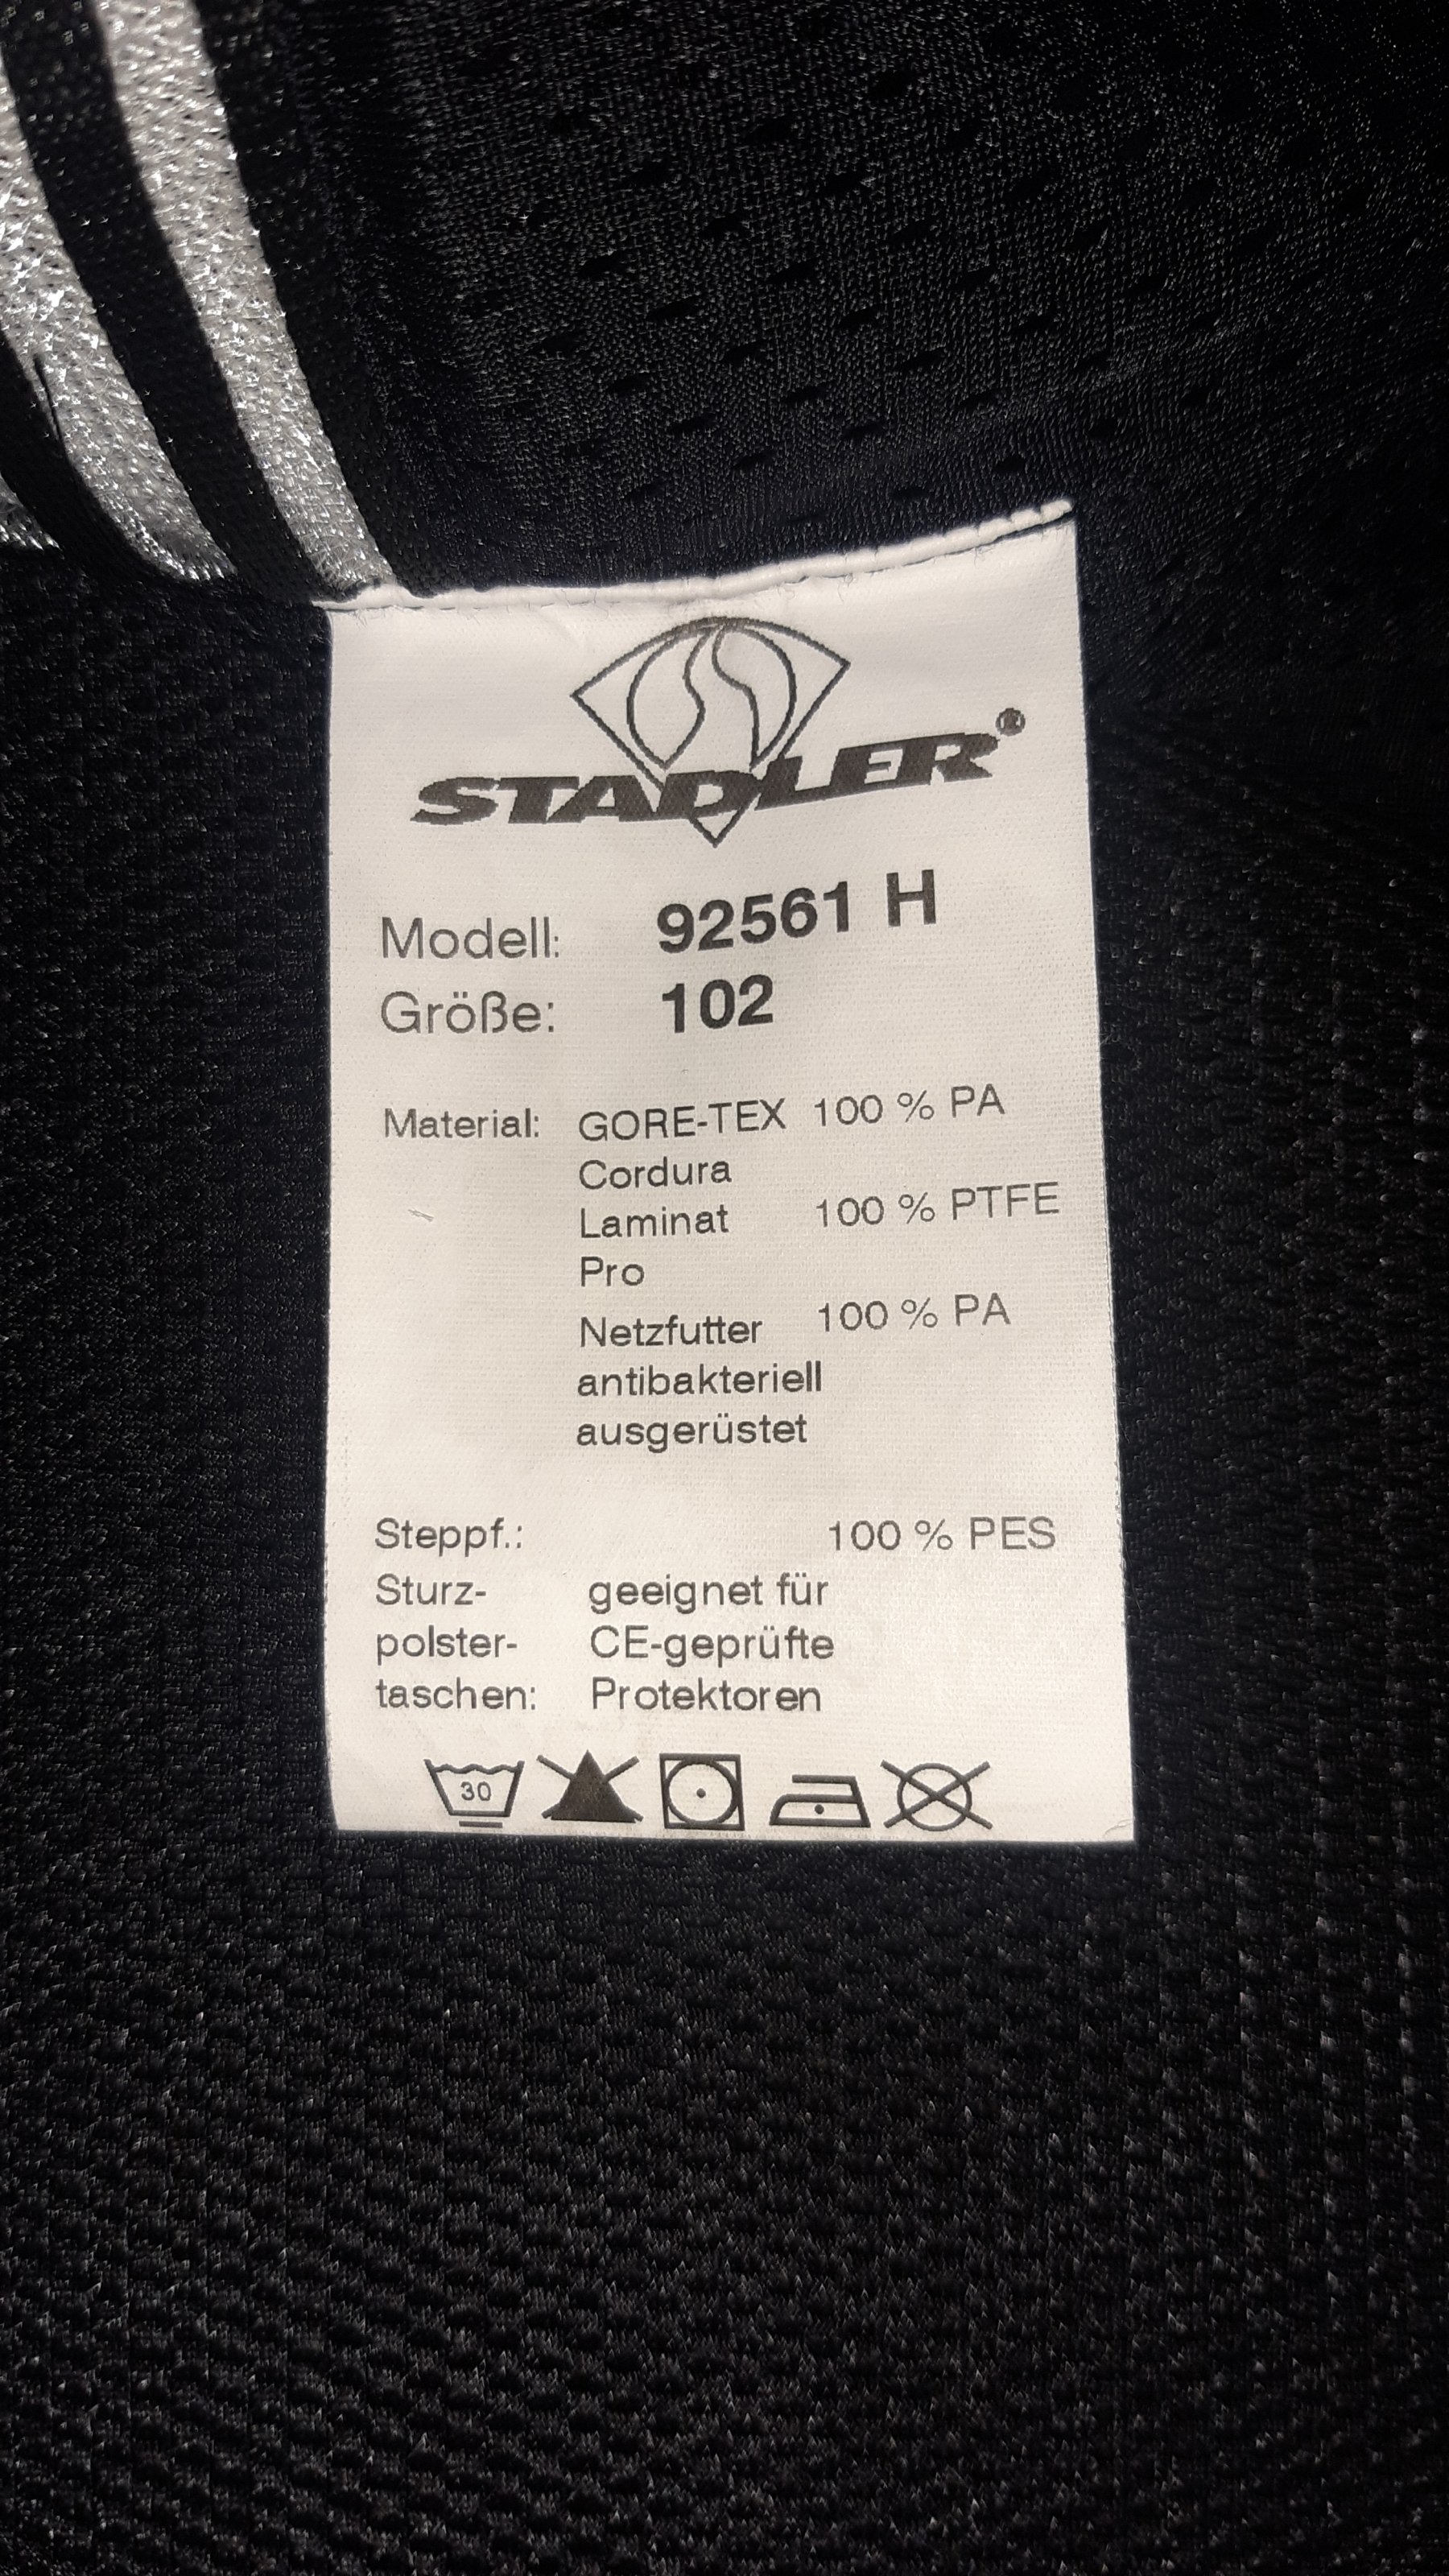 STADLER®
Modell: 92561 H
Größe: 102
Material: GORE-TEX 100 % PA
Cordura
Laminat 100 % PTFE
Pro
Netzfutter 100 % PA
antibakteriell
ausgerüstet
Steppf.: 100 % PES
Sturz- geeignet für
polster- CE-geprüfte
taschen: Protektoren
30